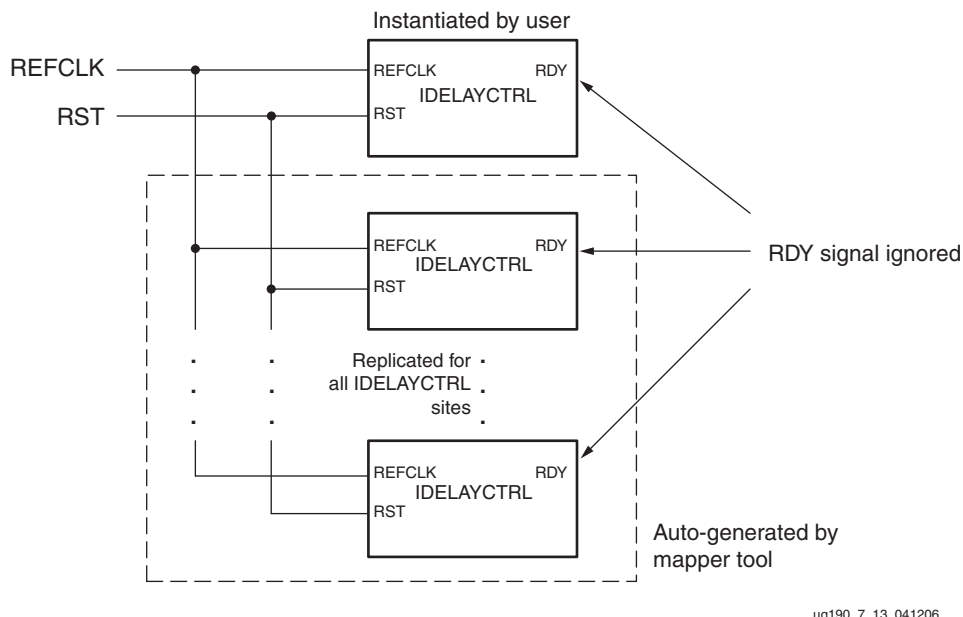 Instantiated by user
REFCLK
RST
REFCLK RDY
IDELAYCTRL
RST
REFCLK RDY
IDELAYCTRL
RST
RDY signal ignored
Replicated for
all IDELAYCTRL
sites
REFCLK RDY
IDELAYCTRL
RST
Auto-generated by
mapper tool
ug190_7_13_041206